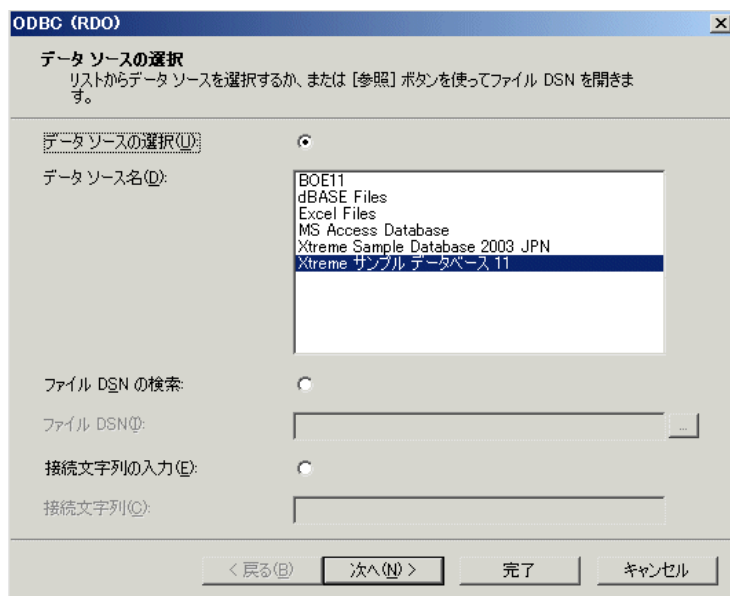 ODBC (RDO)
データ ソースの選択
リストからデータ ソースを選択するか、または [参照] ボタンを使ってファイル DSN を開きま
す。
データ ソースの選択(U):
データ ソース名(D):
BOE11
dBASE Files
Excel Files
MS Access Database
Xtreme Sample Database 2003 JPN
Xtreme サンプル データベース 11
ファイル DSN の検索:
ファイル DSN(I):
...
接続文字列の入力(E):
接続文字列(C):
< 戻る(B)
次へ(N) >
完了
キャンセル